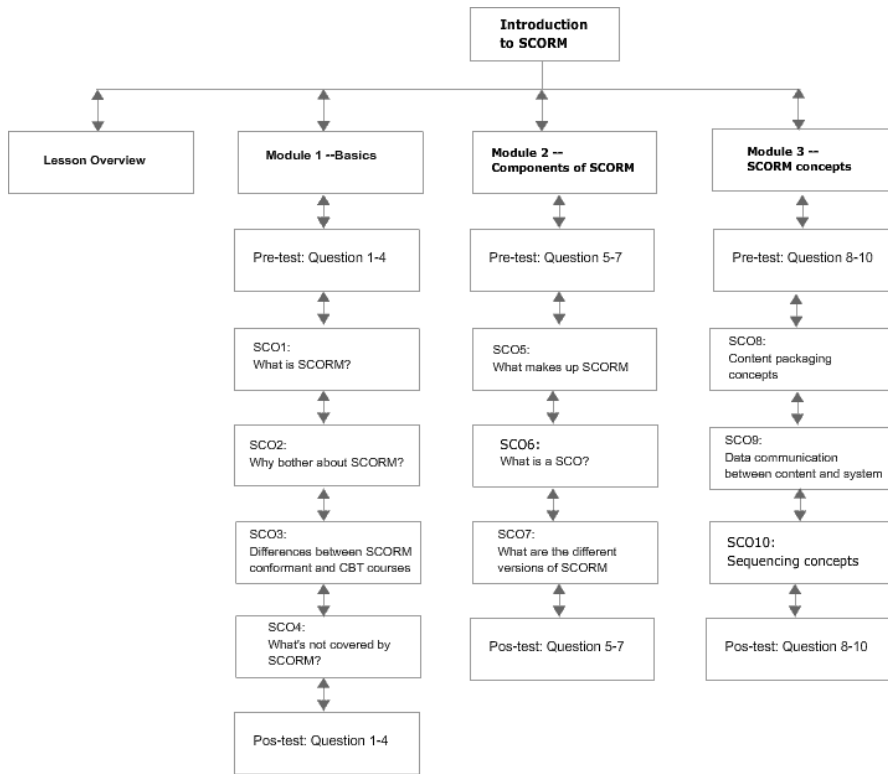 Introduction
to SCORM
Lesson Overview
Module 1 --Basics
Pre-test: Question 1-4
SCO1:
What is SCORM?
SCO2:
Why bother about SCORM?
SCO3:
Differences between SCORM
conformant and CBT courses
SCO4:
What's not covered by
SCORM?
Pos-test: Question 1-4
Module 2 --
Components of SCORM
Pre-test: Question 5-7
SCO5:
What makes up SCORM
SCO6:
What is a SCO?
SCO7:
What are the different
versions of SCORM
Pos-test: Question 5-7
Module 3 --
SCORM concepts
Pre-test: Question 8-10
SCO8:
Content packaging
concepts
SCO9:
Data communication
between content and system
SCO10:
Sequencing concepts
Pos-test: Question 8-10